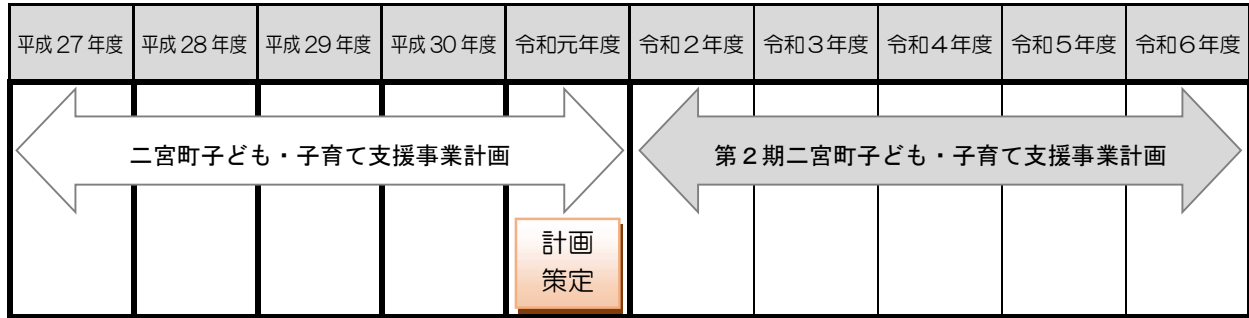 平成27年度 平成28年度 平成29年度 平成30年度 令和元年度 令和2年度 令和3年度 令和4年度 令和5年度 令和6年度
二宮町子ども・子育て支援事業計画 第2期二宮町子ども・子育て支援事業計画
計画
策定